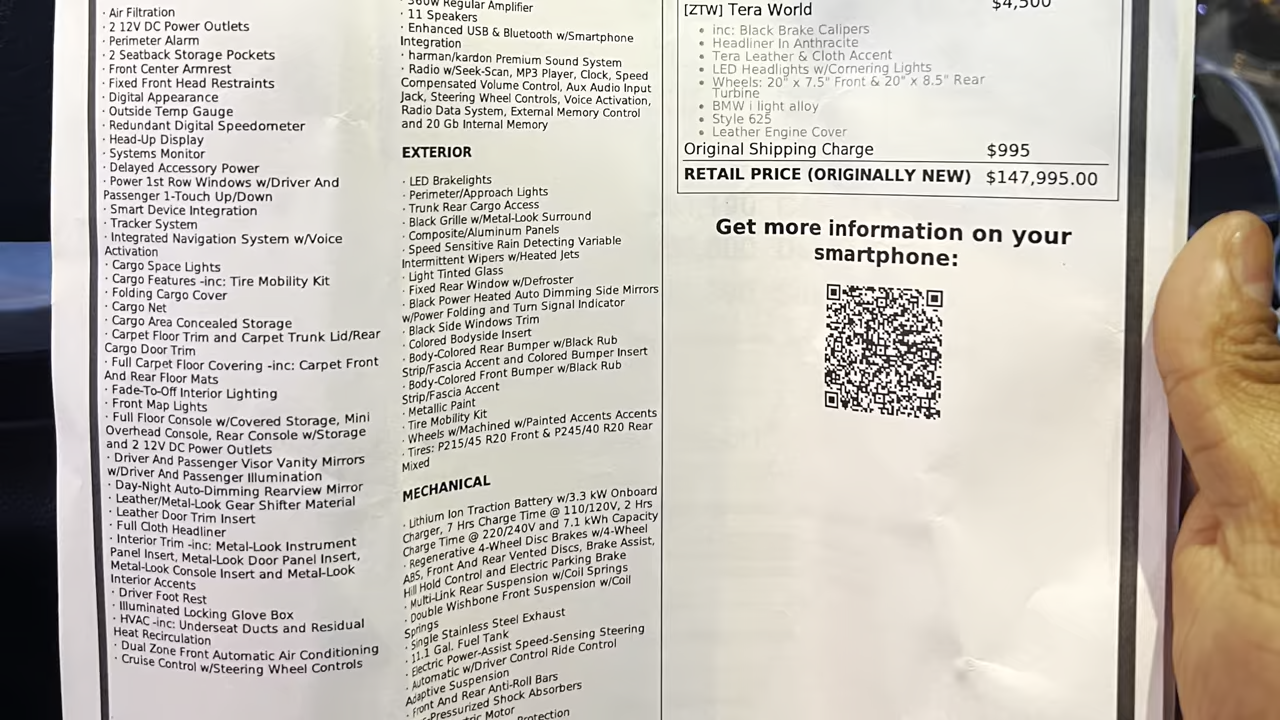 · Air Filtration
· 2 12V DC Power Outlets
· Perimeter Alarm
· 2 Seatback Storage Pockets
· Front Center Armrest
· Fixed Front Head Restraints
· Digital Appearance
· Outside Temp Gauge
· Redundant Digital Speedometer
· Head-Up Display
· Systems Monitor
· Delayed Accessory Power
· Power 1st Row Windows w/Driver And
Passenger 1-Touch Up/Down
· Smart Device Integration
· Tracker System
· Integrated Navigation System w/Voice
Activation
· Cargo Space Lights
· Cargo Features -inc: Tire Mobility Kit
· Folding Cargo Cover
· Cargo Net
· Cargo Area Concealed Storage
· Carpet Floor Trim and Carpet Trunk Lid/Rear
Cargo Door Trim
· Full Carpet Floor Covering -inc: Carpet Front
And Rear Floor Mats
· Fade-To-Off Interior Lighting
· Front Map Lights
· Full Floor Console w/Covered Storage, Mini
Overhead Console, Rear Console w/Storage
and 2 12V DC Power Outlets
· Driver And Passenger Visor Vanity Mirrors
w/Driver And Passenger Illumination
· Day-Night Auto-Dimming Rearview Mirror
· Leather/Metal-Look Gear Shifter Material
· Leather Door Trim Insert
· Full Cloth Headliner
· Interior Trim -inc: Metal-Look Instrument
Panel Insert, Metal-Look Door Panel Insert,
Metal-Look Console Insert and Metal-Look
Interior Accents
· Driver Foot Rest
· Illuminated Locking Glove Box
· HVAC -inc: Underseat Ducts and Residual
Heat Recirculation
· Dual Zone Front Automatic Air Conditioning
· Cruise Control w/Steering Wheel Controls
· 360w Regular Amplifier
· 11 Speakers
· Enhanced USB & Bluetooth w/Smartphone
Integration
· harman/kardon Premium Sound System
· Radio w/Seek-Scan, MP3 Player, Clock, Speed
Compensated Volume Control, Aux Audio Input
Jack, Steering Wheel Controls, Voice Activation,
Radio Data System, External Memory Control
and 20 Gb Internal Memory
EXTERIOR
· LED Brakelights
· Perimeter/Approach Lights
· Trunk Rear Cargo Access
· Black Grille w/Metal-Look Surround
· Composite/Aluminum Panels
· Speed Sensitive Rain Detecting Variable
Intermittent Wipers w/Heated Jets
· Light Tinted Glass
· Fixed Rear Window w/Defroster
· Black Power Heated Auto Dimming Side Mirrors
w/Power Folding and Turn Signal Indicator
· Black Side Windows Trim
· Colored Bodyside Insert
· Body-Colored Rear Bumper w/Black Rub
Strip/Fascia Accent and Colored Bumper Insert
· Body-Colored Front Bumper w/Black Rub
Strip/Fascia Accent
· Metallic Paint
· Tire Mobility Kit
· Wheels w/Machined w/Painted Accents Accents
· Tires: P215/45 R20 Front & P245/40 R20 Rear
Mixed
MECHANICAL
· Lithium Ion Traction Battery w/3.3 kW Onboard
Charger, 7 Hrs Charge Time @ 110/120V, 2 Hrs
Charge Time @ 220/240V and 7.1 kWh Capacity
· Regenerative 4-Wheel Disc Brakes w/4-Wheel
ABS, Front And Rear Vented Discs, Brake Assist,
Hill Hold Control and Electric Parking Brake
· Multi-Link Rear Suspension w/Coil Springs
· Double Wishbone Front Suspension w/Coil
Springs
· Single Stainless Steel Exhaust
· 11.1 Gal. Fuel Tank
· Electric Power-Assist Speed-Sensing Steering
· Automatic w/Driver Control Ride Control
Adaptive Suspension
· Front And Rear Anti-Roll Bars
-Pressurized Shock Absorbers
Motor
Protection
[ZTW] Tera World $4,500
• inc: Black Brake Calipers
• Headliner In Anthracite
• Tera Leather & Cloth Accent
• LED Headlights w/Cornering Lights
• Wheels: 20" x 7.5" Front & 20" x 8.5" Rear
Turbine
• BMW i light alloy
• Style 625
• Leather Engine Cover
Original Shipping Charge $995
RETAIL PRICE (ORIGINALLY NEW) $147,995.00
Get more information on your
smartphone: